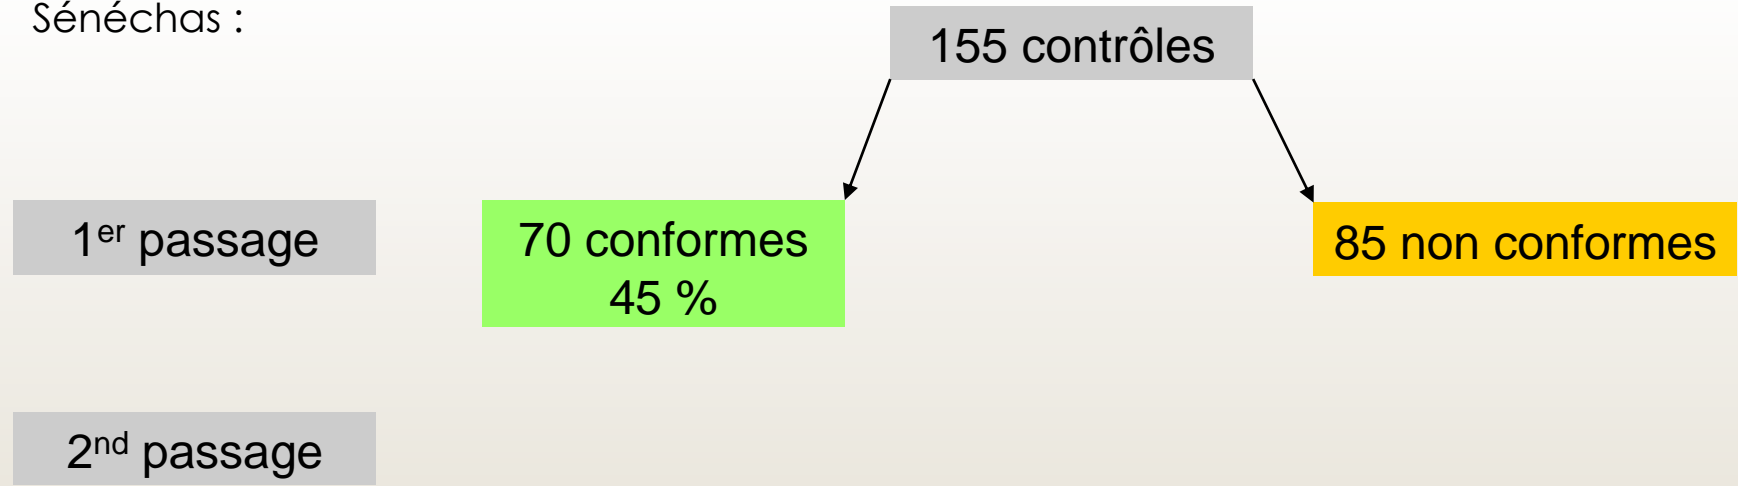 Sénéchas :
155 contrôles
1er passage
70 conformes
45 %
85 non conformes
2nd passage